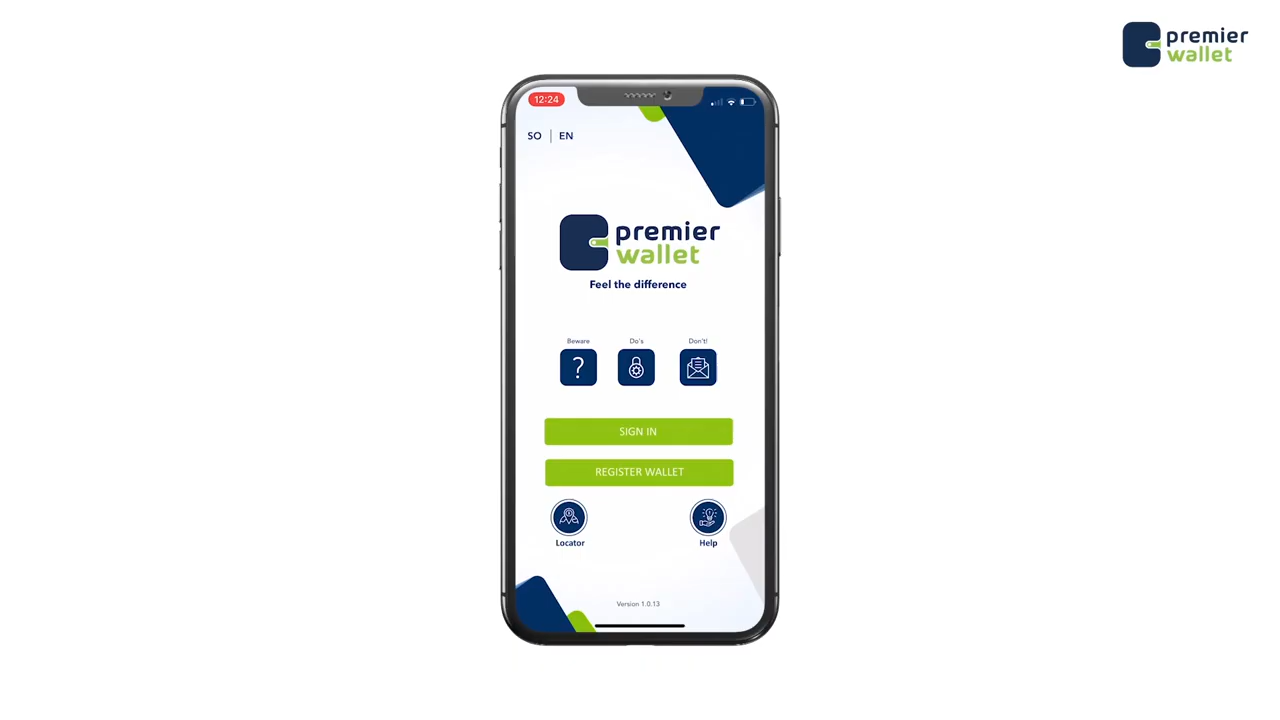 premier
wallet
12:24
SO | EN
premier
wallet
Feel the difference
Beware
Do's
Don't!
?
SIGN IN
REGISTER WALLET
Locator
Help
Version 1.0.13